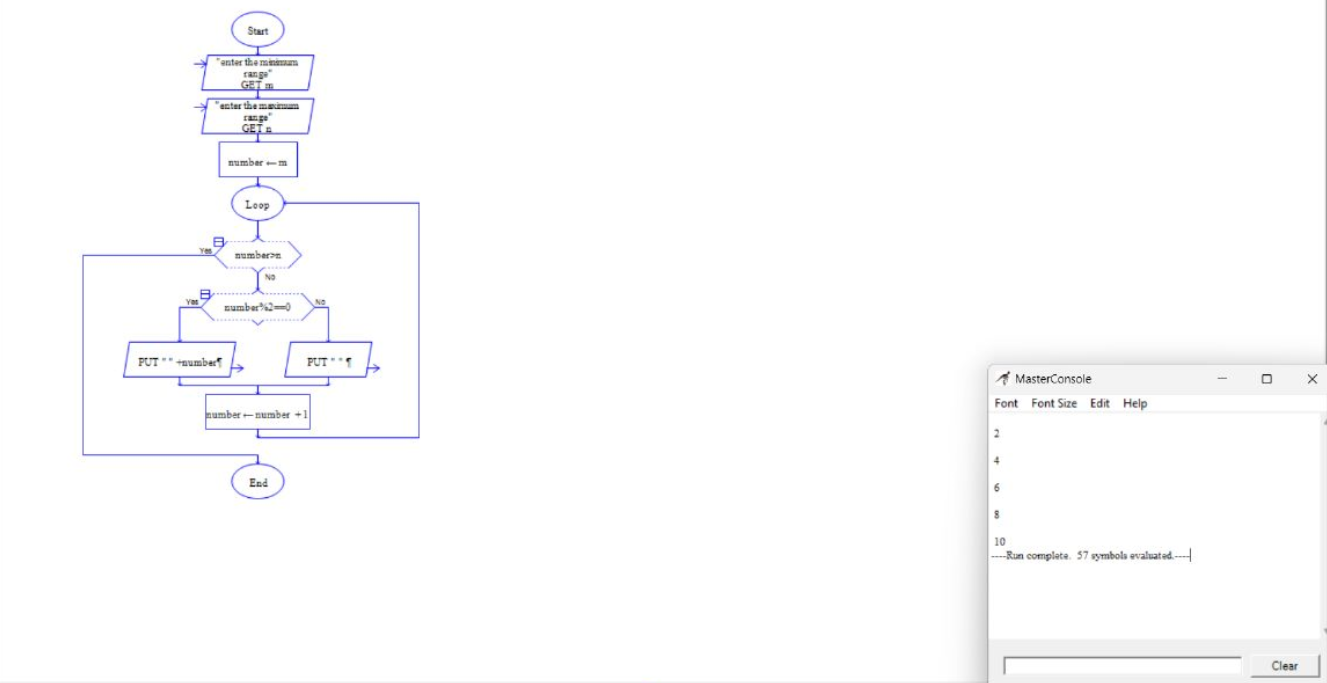 Start
"enter the minimum
range"
GET m
"enter the maximum
range"
GET n
number ← m
Loop
Yes
number>n
No
Yes
number%2==0
No
PUT " " +number¶
PUT " " ¶
number ← number +1
End
MasterConsole
Font Font Size Edit Help
2
4
6
8
10
----Run complete. 57 symbols evaluated.----
Clear